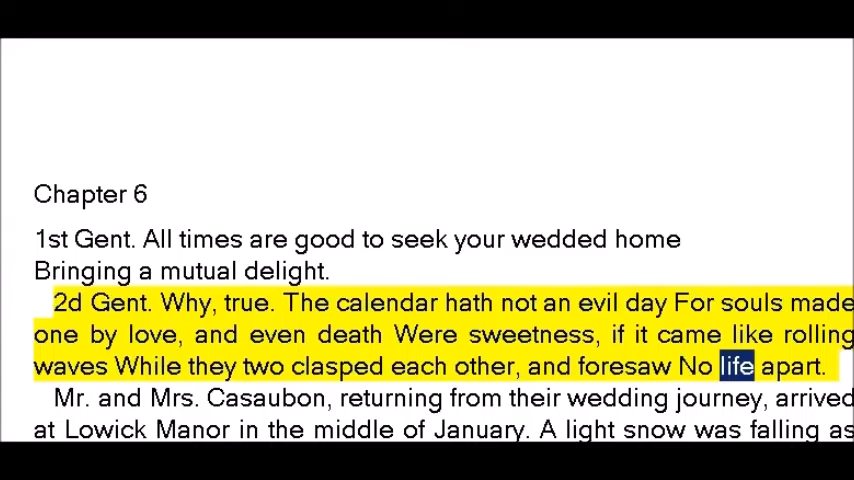 Chapter 6
1st Gent. All times are good to seek your wedded home
Bringing a mutual delight.
2d Gent. Why, true. The calendar hath not an evil day For souls made
one by love, and even death Were sweetness, if it came like rolling
waves While they two clasped each other, and foresaw No life apart.
Mr. and Mrs. Casaubon, returning from their wedding journey, arrived
at Lowick Manor in the middle of January. A light snow was falling as